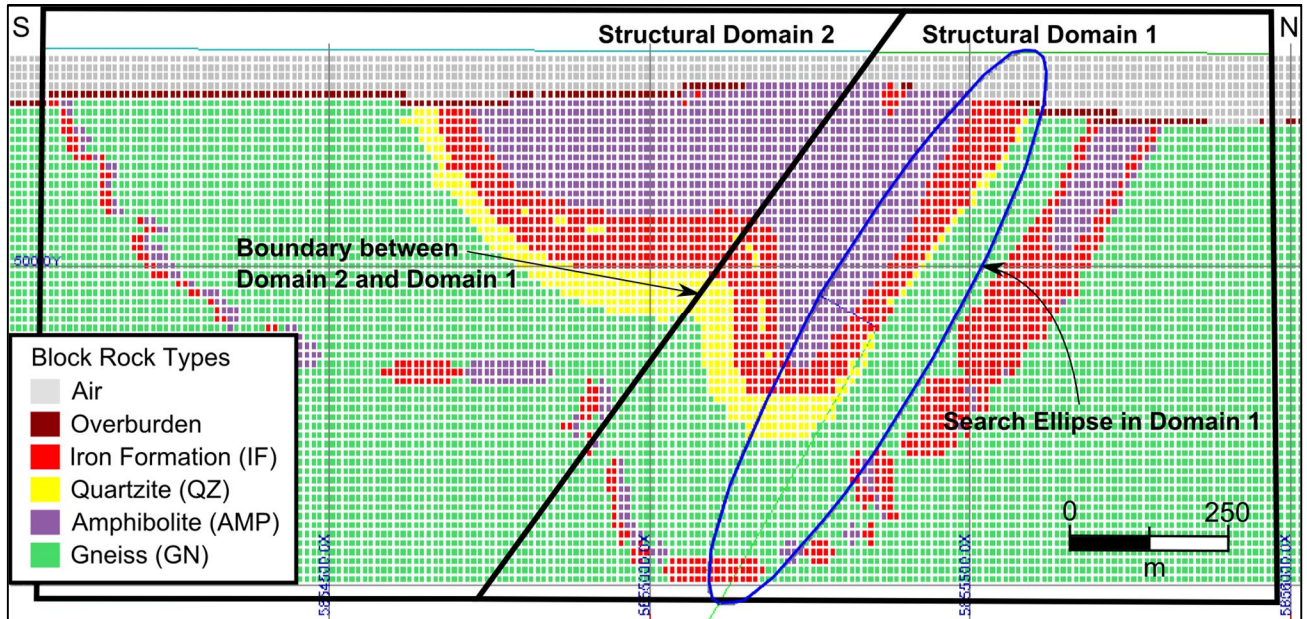 S
Structural Domain 2
Structural Domain 1
N
Boundary between
Domain 2 and Domain 1
Block Rock Types
Air
Overburden
Iron Formation (IF)
Quartzite (QZ)
Amphibolite (AMP)
Gneiss (GN)
Search Ellipse in Domain 1
0
250
m